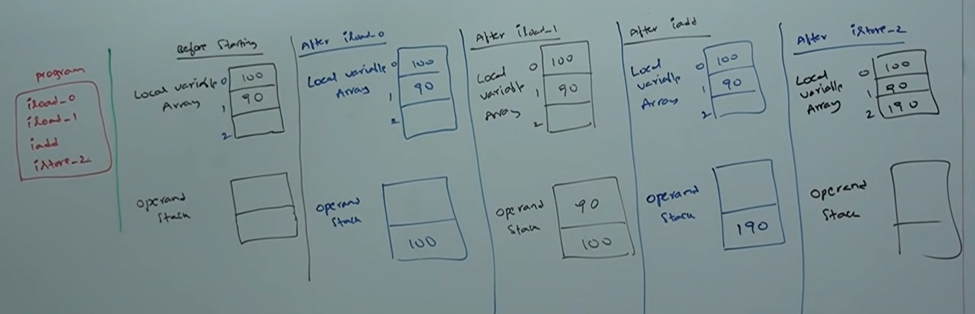 program
iload_0
iload_1
iadd
istore_2
Before Starting
Local variable
Array
0 100
1 90
2
operand
Stack
After iload_0
Local variable
Array
0 100
1 90
2
operand
Stack
100
After iload_1
Local
variable
Array
0 100
1 90
2
operand
Stack
90
100
After iadd
Local
variable
Array
0 100
1 90
2
operand
Stack
190
After istore_2
Local
variable
Array
0 100
1 90
2 190
operand
Stack